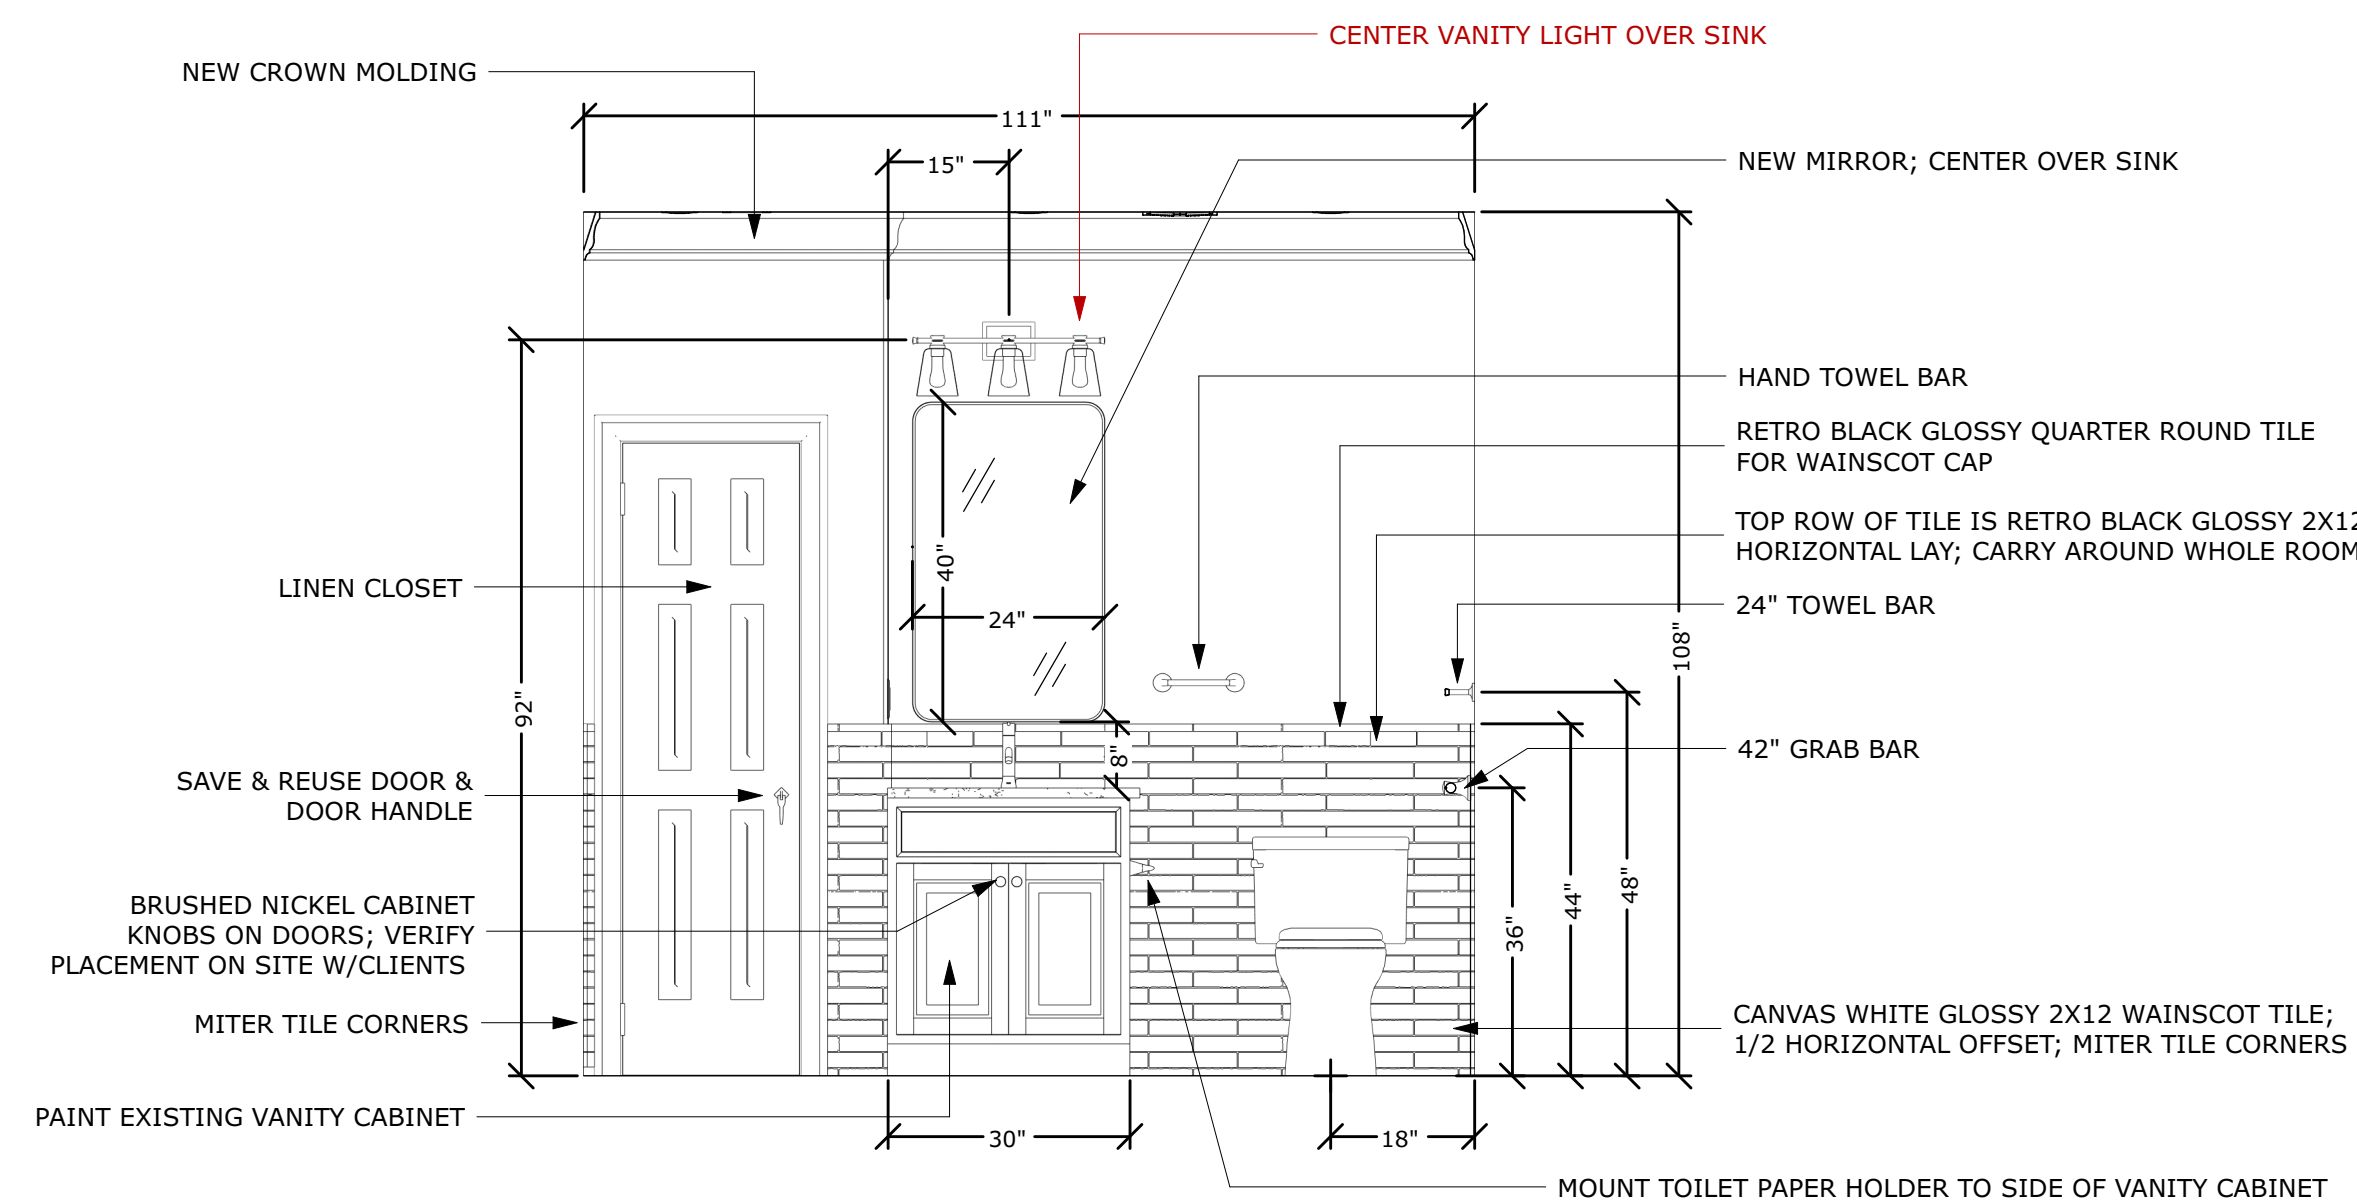 CENTER VANITY LIGHT OVER SINK
NEW CROWN MOLDING
111"
15"
NEW MIRROR; CENTER OVER SINK
HAND TOWEL BAR
RETRO BLACK GLOSSY QUARTER ROUND TILE
FOR WAINSCOT CAP
TOP ROW OF TILE IS RETRO BLACK GLOSSY 2X12
HORIZONTAL LAY; CARRY AROUND WHOLE ROOM
40"
LINEN CLOSET
24" TOWEL BAR
24"
108"
92"
42" GRAB BAR
8"
SAVE & REUSE DOOR &
DOOR HANDLE
48"
44"
36"
BRUSHED NICKEL CABINET
KNOBS ON DOORS; VERIFY
PLACEMENT ON SITE W/CLIENTS
MITER TILE CORNERS
CANVAS WHITE GLOSSY 2X12 WAINSCOT TILE;
1/2 HORIZONTAL OFFSET; MITER TILE CORNERS
PAINT EXISTING VANITY CABINET
30"
18"
MOUNT TOILET PAPER HOLDER TO SIDE OF VANITY CABINET